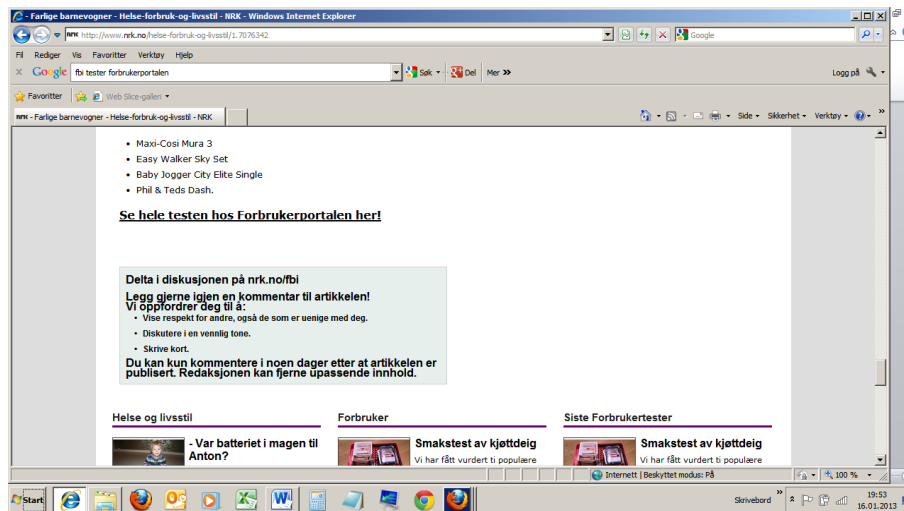 - Farlige barnevogner - Helse-forbruk-og-livsstil - NRK - Windows Internet Explorer
nrk http://www.nrk.no/helse-forbruk-og-livsstil/1.7076342
Google
Fil Rediger Vis Favoritter Verktøy Hjelp
x Google fbi tester forbrukerportalen Søk Del Mer »
Logg på
Favoritter Web Slice-galleri
nrk - Farlige barnevogner - Helse-forbruk-og-livsstil - NRK
Side Sikkerhet Verktøy »
• Maxi-Cosi Mura 3
• Easy Walker Sky Set
• Baby Jogger City Elite Single
• Phil & Teds Dash.
Se hele testen hos Forbrukerportalen her!
Delta i diskusjonen på nrk.no/fbi
Legg gjerne igjen en kommentar til artikkelen!
Vi oppfordrer deg til å:
• Vise respekt for andre, også de som er uenige med deg.
• Diskutere i en vennlig tone.
• Skrive kort.
Du kan kun kommentere i noen dager etter at artikkelen er
publisert. Redaksjonen kan fjerne upassende innhold.
Helse og livsstil
- Var batteriet i magen til
Anton?
Forbruker
Smakstest av kjøttdeig
Vi har fått vurdert ti populære
Siste Forbrukertester
Smakstest av kjøttdeig
Vi har fått vurdert ti populære
Internett | Beskyttet modus: På
100 %
Start
Skrivebord »
19:53
16.01.2013